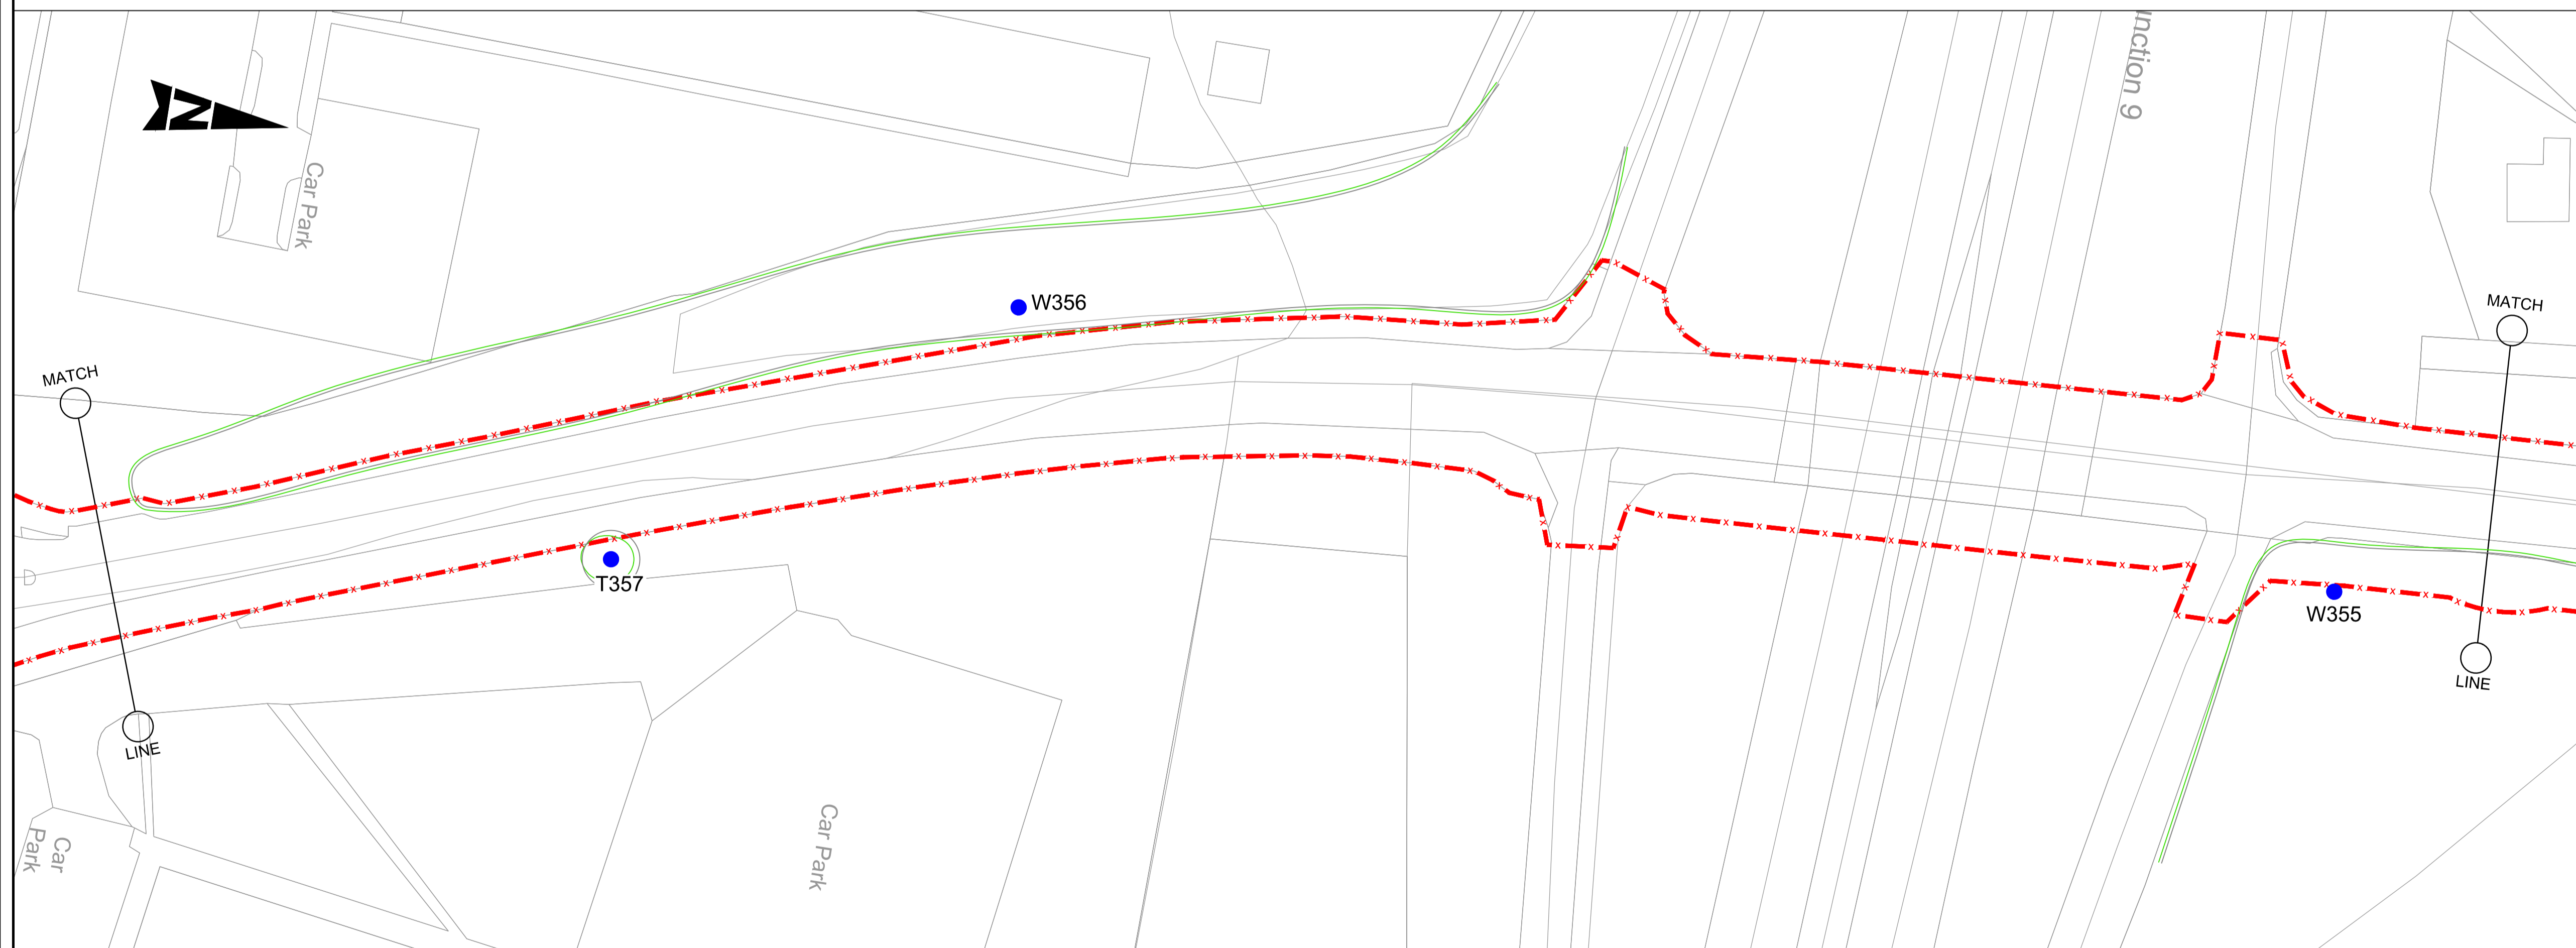 nction 9
N
Car Park
W356
MATCH
MATCH
T357
W355
LINE
LINE
Car Park
Car
Park